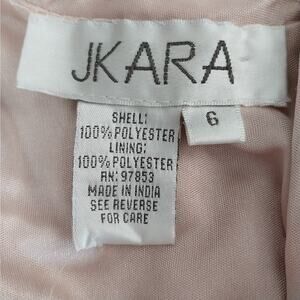 JKARA
6
SHELL:
100% POLYESTER
LINING:
100% POLYESTER
RN: 97853
MADE IN INDIA
SEE REVERSE
FOR CARE